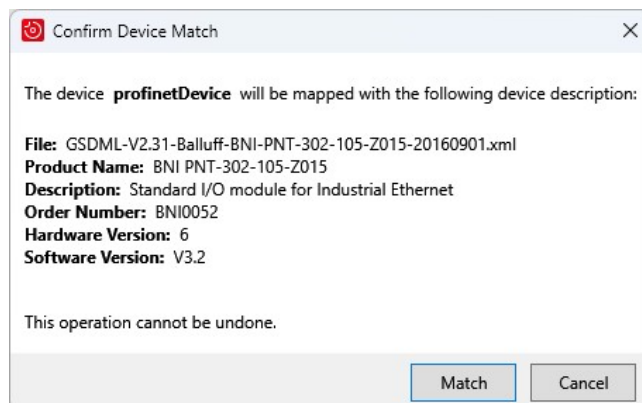 Confirm Device Match
The device profinetDevice will be mapped with the following device description:
File: GSDML-V2.31-Balluff-BNI-PNT-302-105-Z015-20160901.xml
Product Name: BNI PNT-302-105-Z015
Description: Standard I/O module for Industrial Ethernet
Order Number: BNI0052
Hardware Version: 6
Software Version: V3.2
This operation cannot be undone.
Match Cancel